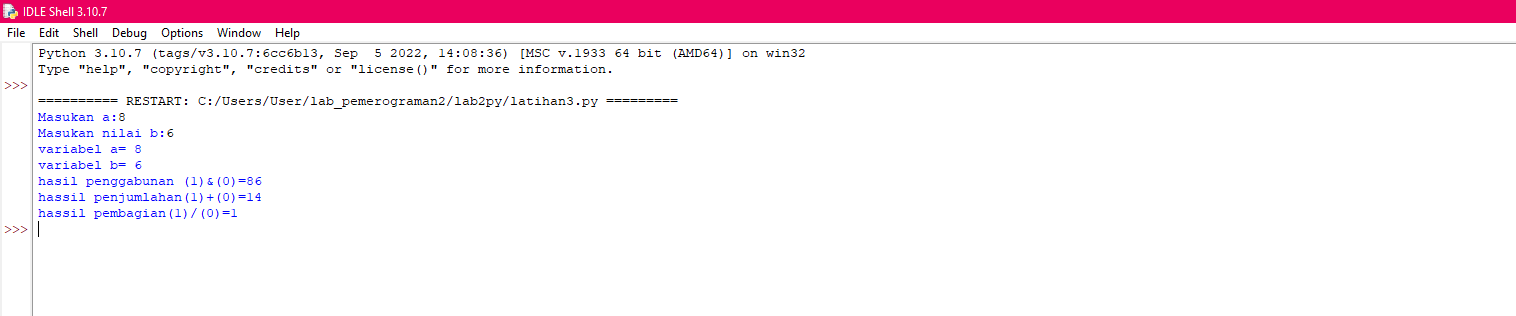 IDLE Shell 3.10.7
File Edit Shell Debug Options Window Help
Python 3.10.7 (tags/v3.10.7:6cc6b13, Sep  5 2022, 14:08:36) [MSC v.1933 64 bit (AMD64)] on win32
Type "help", "copyright", "credits" or "license()" for more information.
>>>
========== RESTART: C:/Users/User/lab_pemerograman2/lab2py/latihan3.py =========
Masukan a:8
Masukan nilai b:6
variabel a= 8
variabel b= 6
hasil penggabunan (1)&(0)=86
hassil penjumlahan(1)+(0)=14
hassil pembagian(1)/(0)=1
>>>